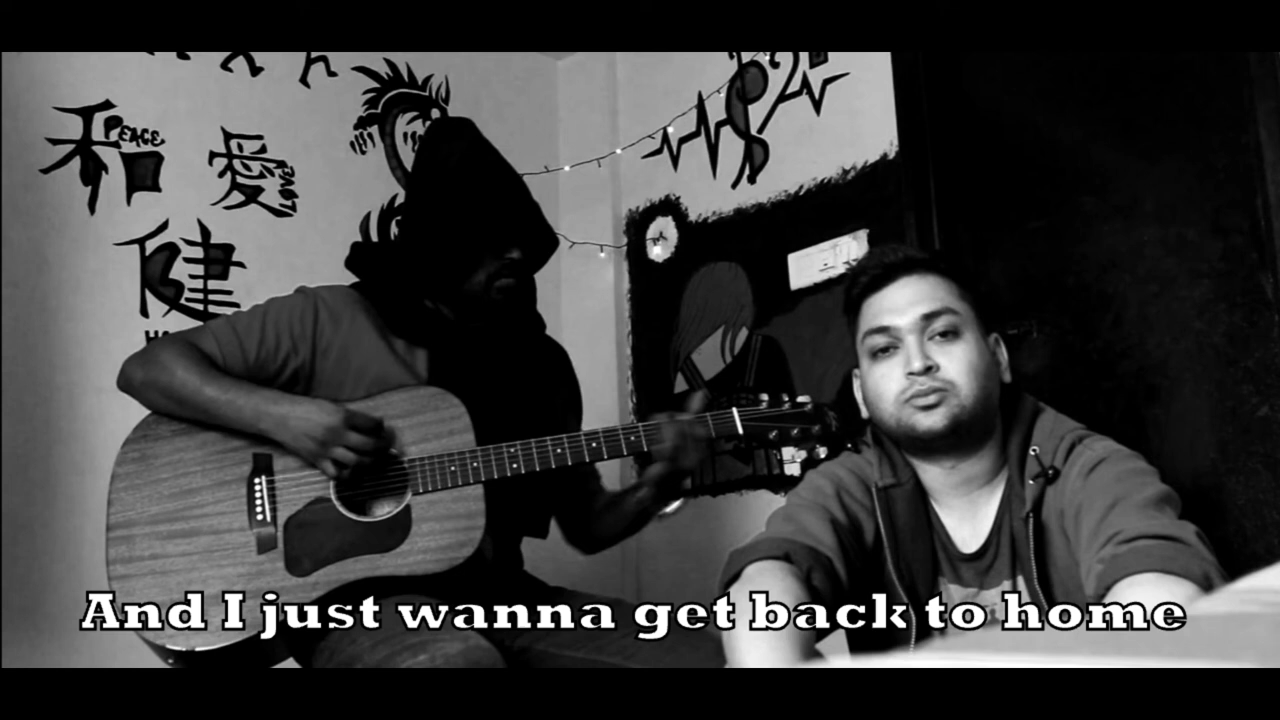 和 PEACE
愛 LOVE
健
And I just wanna get back to home